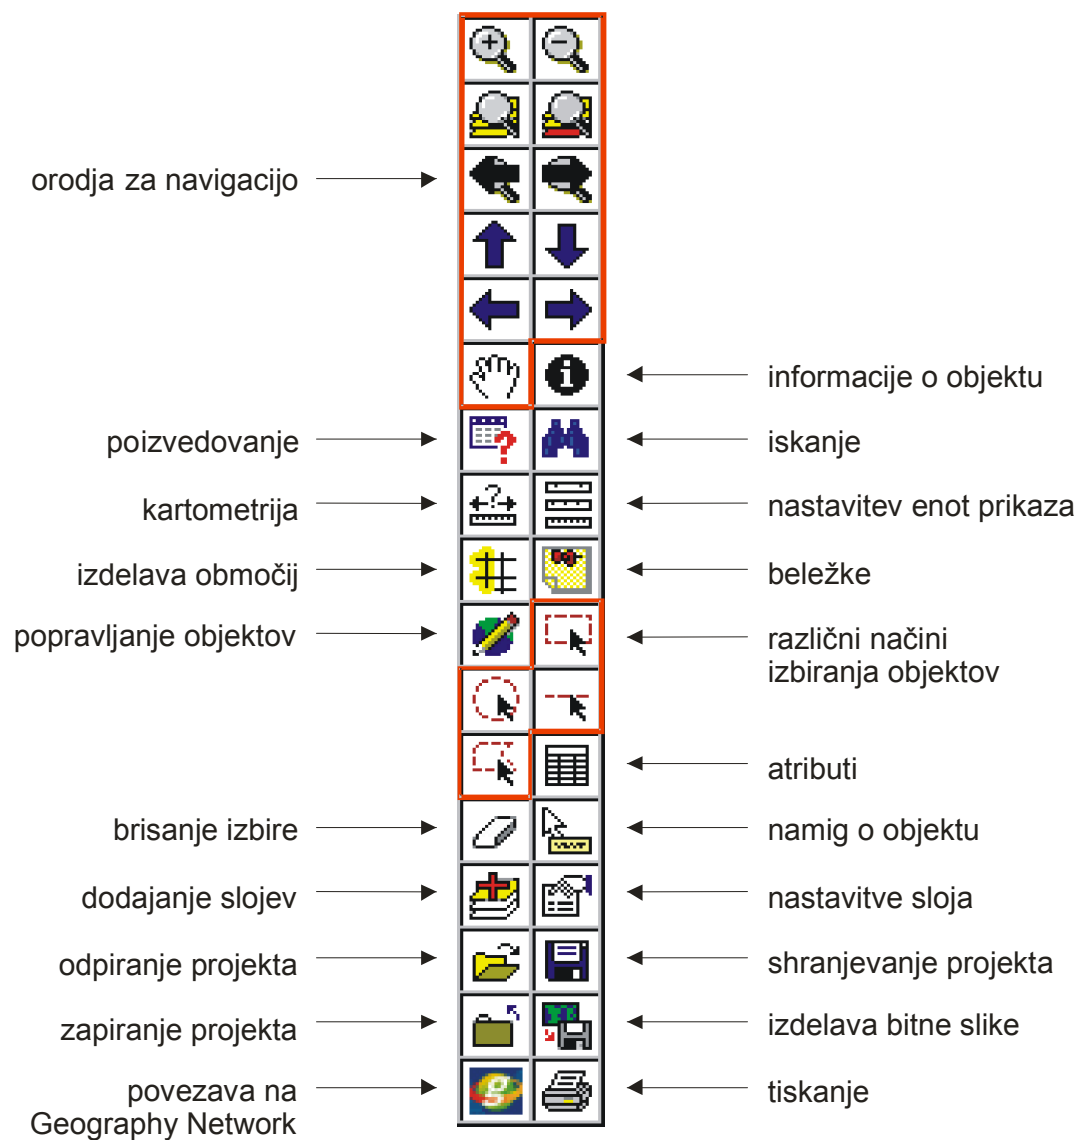 orodja za navigacijo
informacije o objektu
poizvedovanje
iskanje
kartometrija
nastavitev enot prikaza
izdelava območij
beležke
popravljanje objektov
različni načini
izbiranja objektov
atributi
brisanje izbire
namig o objektu
dodajanje slojev
nastavitve sloja
odpiranje projekta
shranjevanje projekta
zapiranje projekta
izdelava bitne slike
povezava na
Geography Network
tiskanje